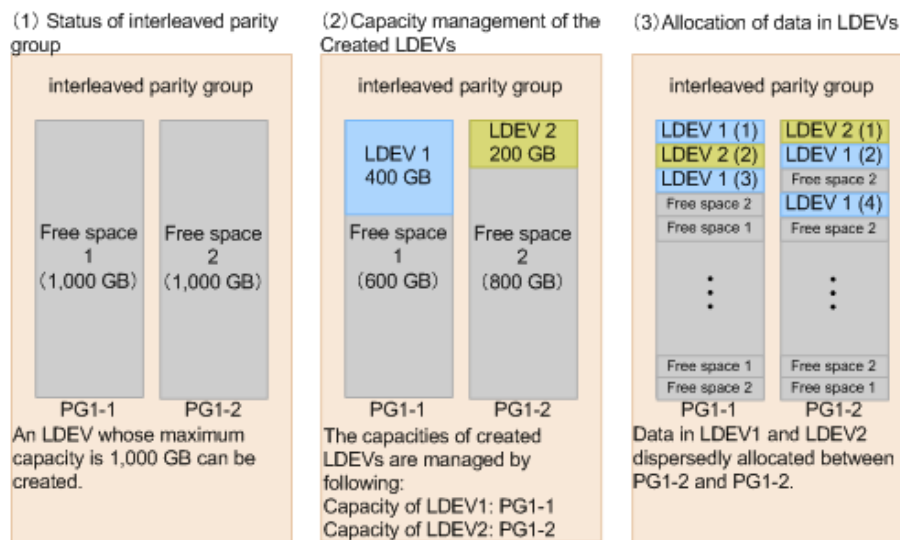 (1) Status of interleaved parity
group
interleaved parity group
Free space
1
(1,000 GB)
Free space
2
(1,000 GB)
PG1-1
PG1-2
An LDEV whose maximum
capacity is 1,000 GB can be
created.
(2)Capacity management of the
Created LDEVs
interleaved parity group
LDEV 1
400 GB
Free space
1
(600 GB)
LDEV 2
200 GB
Free space
2
(800 GB)
PG1-1
PG1-2
The capacities of created
LDEVs are managed by
following:
Capacity of LDEV1: PG1-1
Capacity of LDEV2: PG1-2
(3)Allocation of data in LDEVs
interleaved parity group
LDEV 1 (1)
LDEV 2 (2)
LDEV 1 (3)
Free space 2
Free space 1
Free space 1
Free space 2
LDEV 2 (1)
LDEV 1 (2)
Free space 2
LDEV 1 (4)
Free space 2
Free space 2
Free space 1
PG1-1
PG1-2
Data in LDEV1 and LDEV2
dispersedly allocated between
PG1-2 and PG1-2.